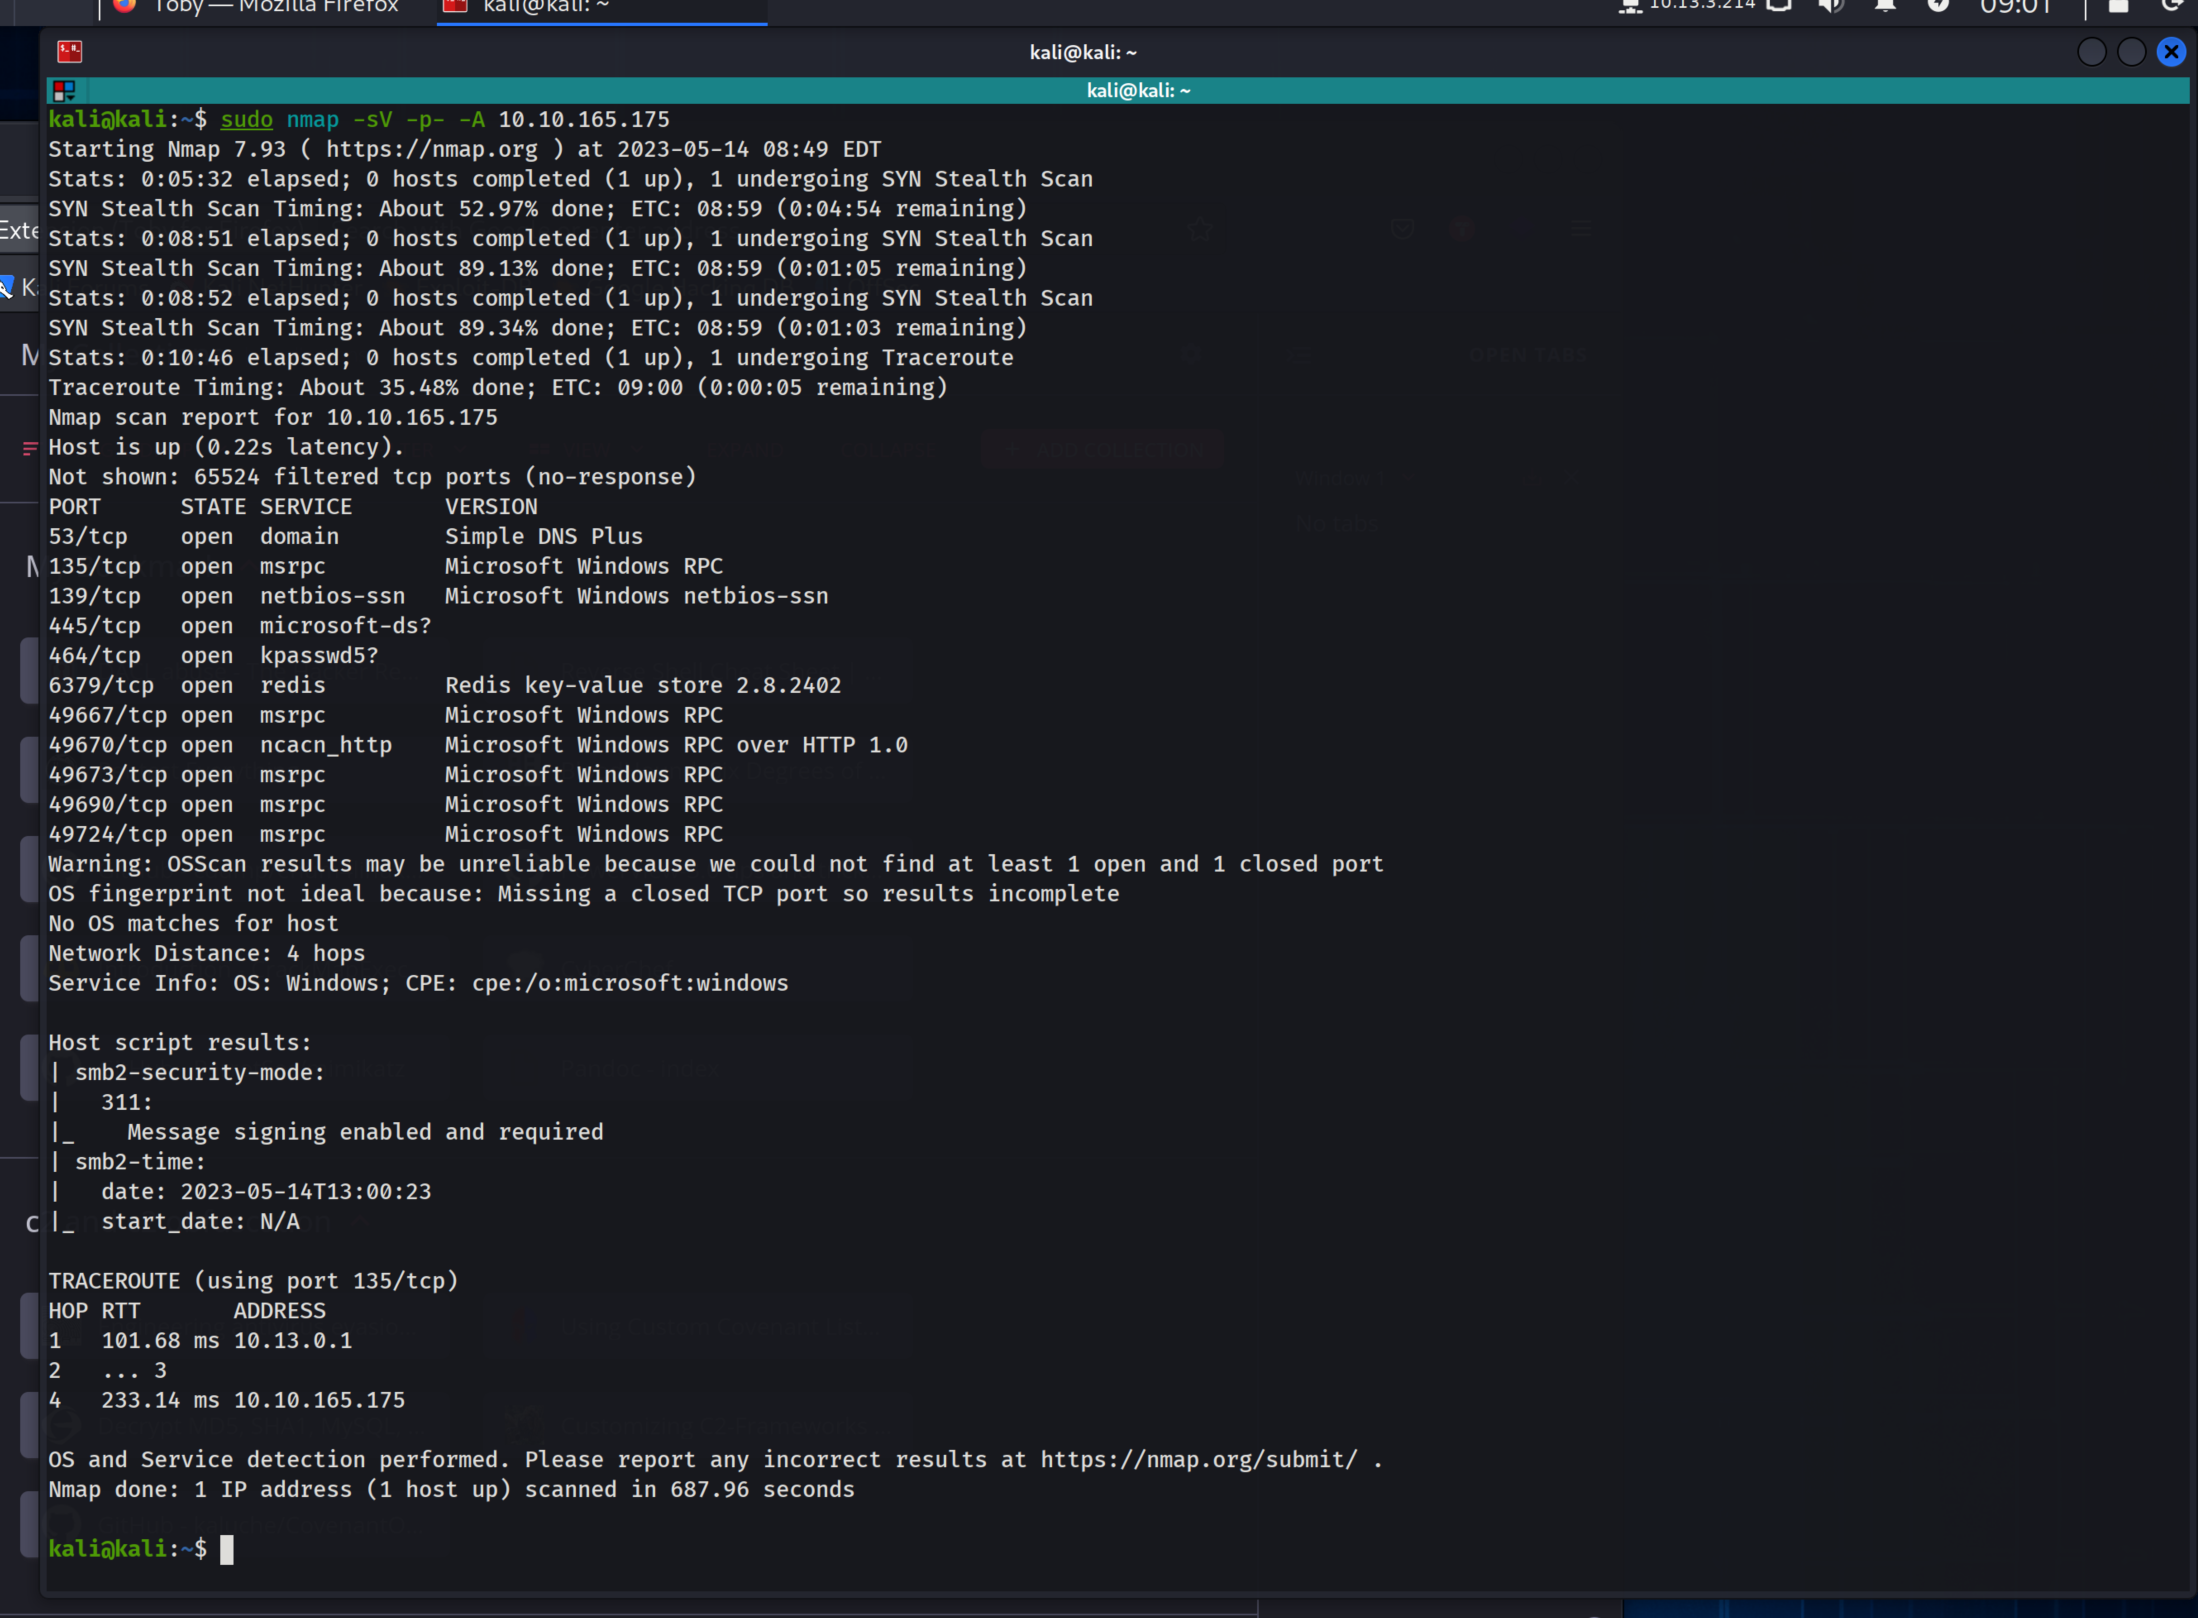 Toby — Mozilla Firefox
kali@kali: ~
10.13.3.214
09:01
kali@kali: ~
kali@kali: ~
kali@kali:~$ sudo nmap -sV -p- -A 10.10.165.175
Starting Nmap 7.93 ( https://nmap.org ) at 2023-05-14 08:49 EDT
Stats: 0:05:32 elapsed; 0 hosts completed (1 up), 1 undergoing SYN Stealth Scan
SYN Stealth Scan Timing: About 52.97% done; ETC: 08:59 (0:04:54 remaining)
Stats: 0:08:51 elapsed; 0 hosts completed (1 up), 1 undergoing SYN Stealth Scan
SYN Stealth Scan Timing: About 89.13% done; ETC: 08:59 (0:01:05 remaining)
Stats: 0:08:52 elapsed; 0 hosts completed (1 up), 1 undergoing SYN Stealth Scan
SYN Stealth Scan Timing: About 89.34% done; ETC: 08:59 (0:01:03 remaining)
Stats: 0:10:46 elapsed; 0 hosts completed (1 up), 1 undergoing Traceroute
Traceroute Timing: About 35.48% done; ETC: 09:00 (0:00:05 remaining)
Nmap scan report for 10.10.165.175
Host is up (0.22s latency).
Not shown: 65524 filtered tcp ports (no-response)
PORT      STATE SERVICE       VERSION
53/tcp    open  domain        Simple DNS Plus
135/tcp   open  msrpc         Microsoft Windows RPC
139/tcp   open  netbios-ssn   Microsoft Windows netbios-ssn
445/tcp   open  microsoft-ds?
464/tcp   open  kpasswd5?
6379/tcp  open  redis         Redis key-value store 2.8.2402
49667/tcp open  msrpc         Microsoft Windows RPC
49670/tcp open  ncacn_http    Microsoft Windows RPC over HTTP 1.0
49673/tcp open  msrpc         Microsoft Windows RPC
49690/tcp open  msrpc         Microsoft Windows RPC
49724/tcp open  msrpc         Microsoft Windows RPC
Warning: OSScan results may be unreliable because we could not find at least 1 open and 1 closed port
OS fingerprint not ideal because: Missing a closed TCP port so results incomplete
No OS matches for host
Network Distance: 4 hops
Service Info: OS: Windows; CPE: cpe:/o:microsoft:windows
Host script results:
| smb2-security-mode:
|   311:
|_    Message signing enabled and required
| smb2-time:
|   date: 2023-05-14T13:00:23
|_  start_date: N/A
TRACEROUTE (using port 135/tcp)
HOP RTT       ADDRESS
1   101.68 ms 10.13.0.1
2   ... 3
4   233.14 ms 10.10.165.175
OS and Service detection performed. Please report any incorrect results at https://nmap.org/submit/ .
Nmap done: 1 IP address (1 host up) scanned in 687.96 seconds
kali@kali:~$